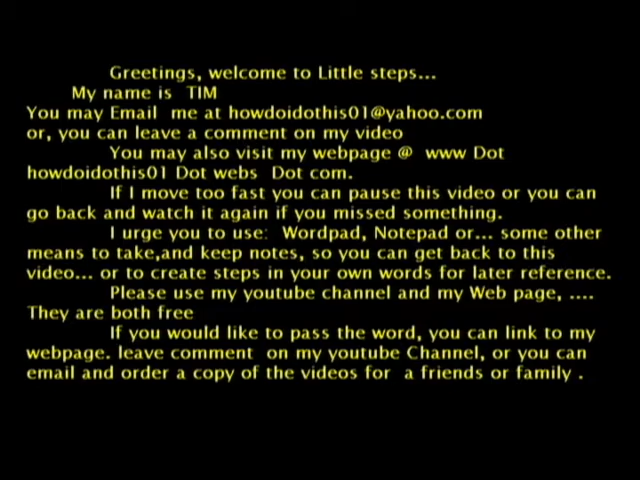 Greetings, welcome to Little steps...
My name is TIM
You may Email me at howdoidothis01@yahoo.com
or, you can leave a comment on my video
You may also visit my webpage @ www Dot
howdoidothis01 Dot webs Dot com.
If I move too fast you can pause this video or you can
go back and watch it again if you missed something.
I urge you to use: Wordpad, Notepad or... some other
means to take,and keep notes, so you can get back to this
video... or to create steps in your own words for later reference.
Please use my youtube channel and my Web page, ....
They are both free
If you would like to pass the word, you can link to my
webpage. leave comment on my youtube Channel, or you can
email and order a copy of the videos for a friends or family .